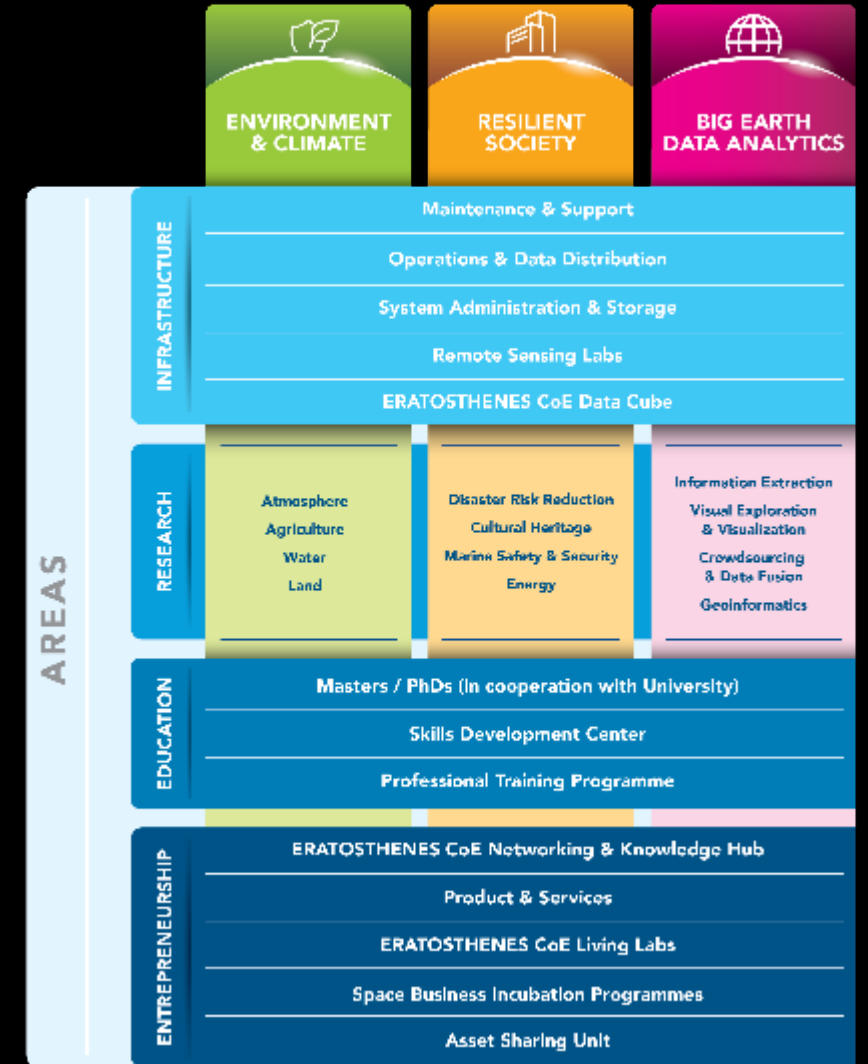 ENVIRONMENT
& CLIMATE
RESILIENT
SOCIETY
BIG EARTH
DATA ANALYTICS
AREAS
INFRASTRUCTURE
Maintenance & Support
Operations & Data Distribution
System Administration & Storage
Remote Sensing Labs
ERATOSTHENES CoE Data Cube
RESEARCH
Atmosphere
Agriculture
Water
Land
Disaster Risk Reduction
Cultural Heritage
Marine Safety & Security
Energy
Information Extraction
Visual Exploration
& Visualization
Crowdsourcing
& Data Fusion
Geoinformatics
EDUCATION
Masters / PhDs (in cooperation with University)
Skills Development Center
Professional Training Programme
ENTREPRENEURSHIP
ERATOSTHENES CoE Networking & Knowledge Hub
Product & Services
ERATOSTHENES CoE Living Labs
Space Business Incubation Programmes
Asset Sharing Unit